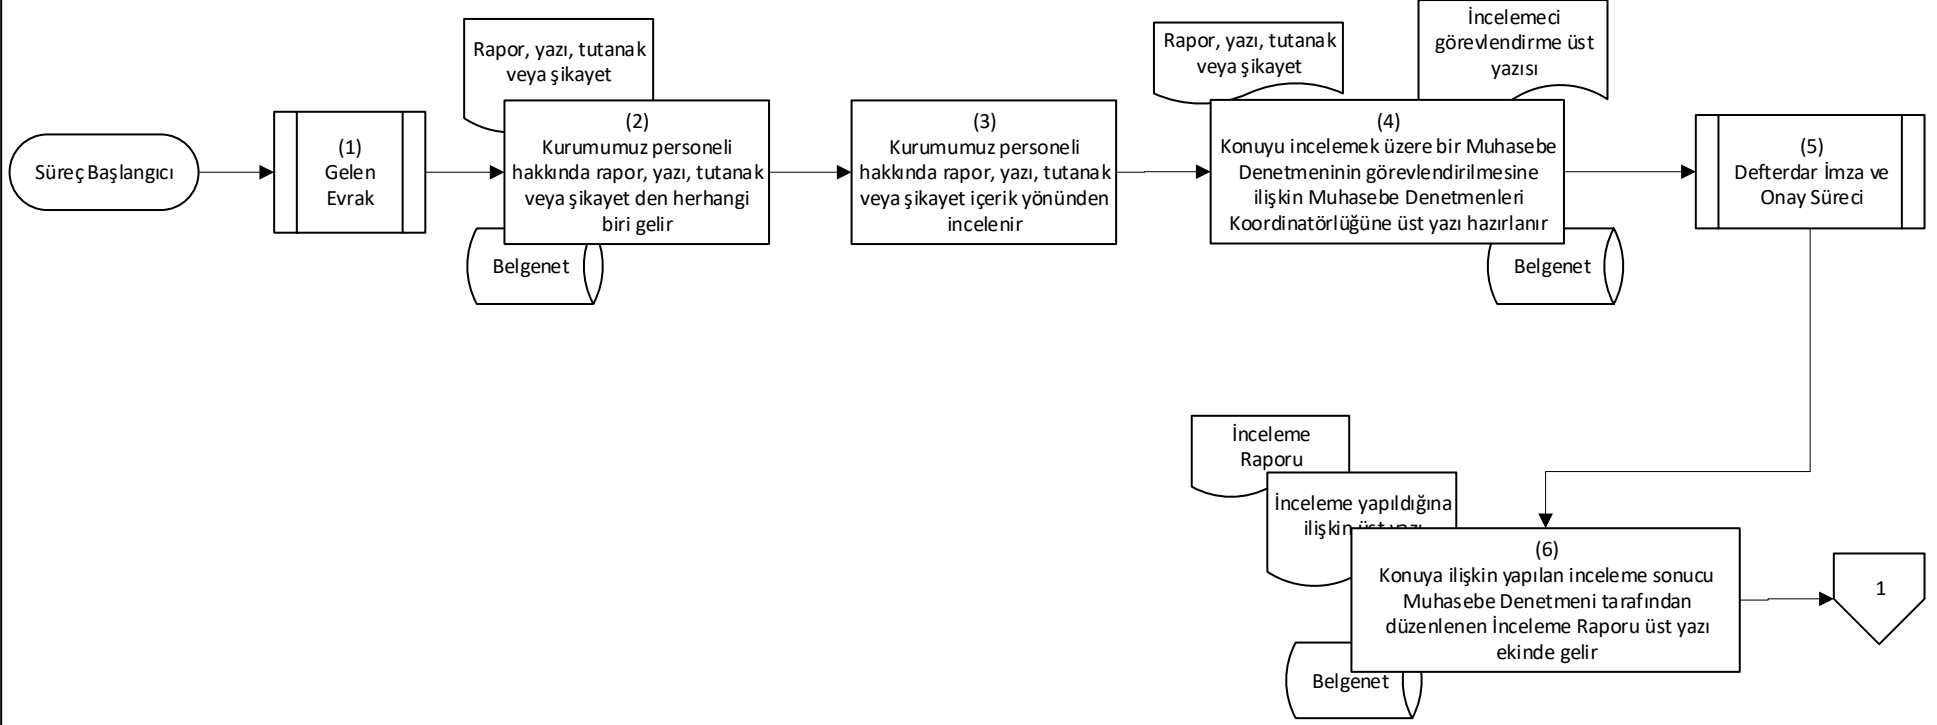 Süreç Başlangıcı
(1)
Gelen
Evrak
Rapor, yazı, tutanak
veya şikayet
(2)
Kurumumuz personeli
hakkında rapor, yazı, tutanak
veya şikayet den herhangi
biri gelir
Belgenet
(3)
Kurumumuz personeli
hakkında rapor, yazı, tutanak
veya şikayet içerik yönünden
incelenir
Rapor, yazı, tutanak
veya şikayet
İncelemeci
görevlendirme üst
yazısı
(4)
Konuyu incelemek üzere bir Muhasebe
Denetmeninin görevlendirilmesine
ilişkin Muhasebe Denetmenleri
Koordinatörlüğüne üst yazı hazırlanır
Belgenet
(5)
Defterdar İmza ve
Onay Süreci
İnceleme
Raporu
İnceleme yapıldığına
ilişkin üst yazı
(6)
Konuya ilişkin yapılan inceleme sonucu
Muhasebe Denetmeni tarafından
düzenlenen İnceleme Raporu üst yazı
ekinde gelir
Belgenet
1